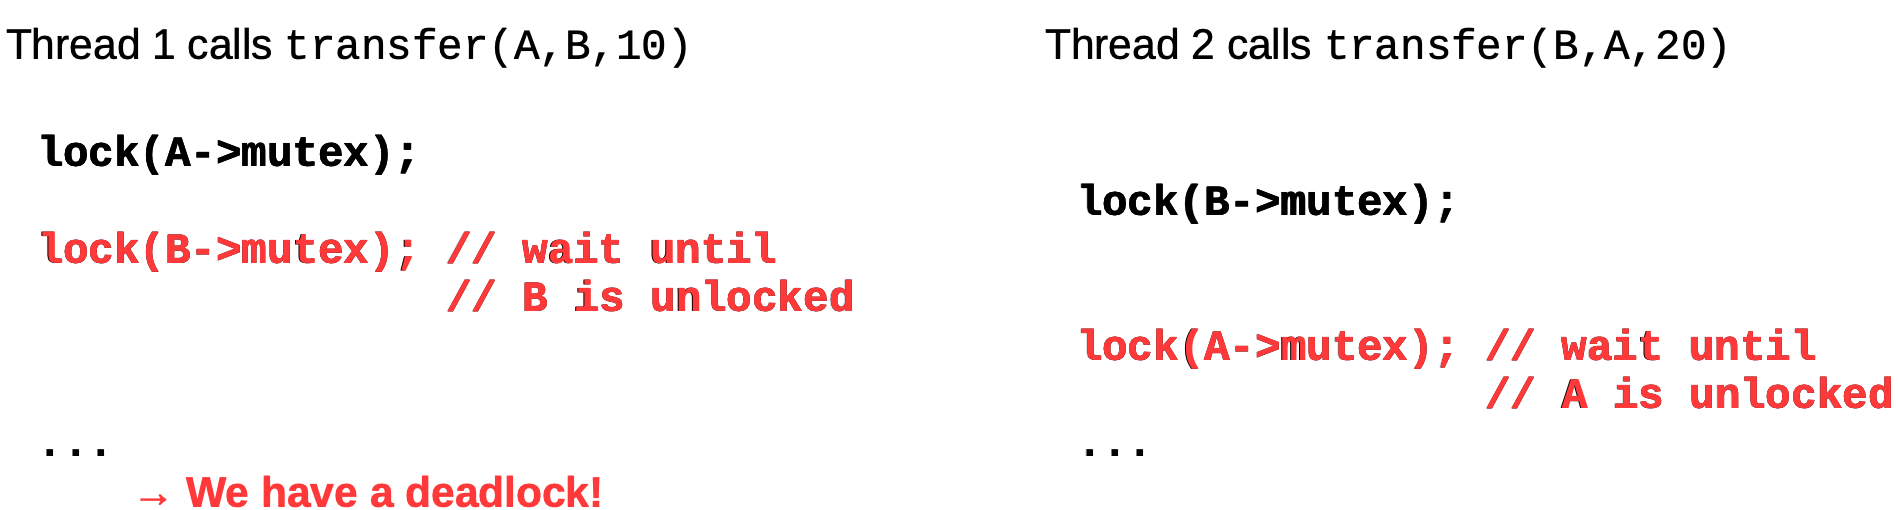 Thread 1 calls transfer(A,B,10)
lock(A->mutex);
lock(B->mutex); // wait until
// B is unlocked
...
→ We have a deadlock!
Thread 2 calls transfer(B,A,20)
lock(B->mutex);
lock(A->mutex); // wait until
// A is unlocked
...